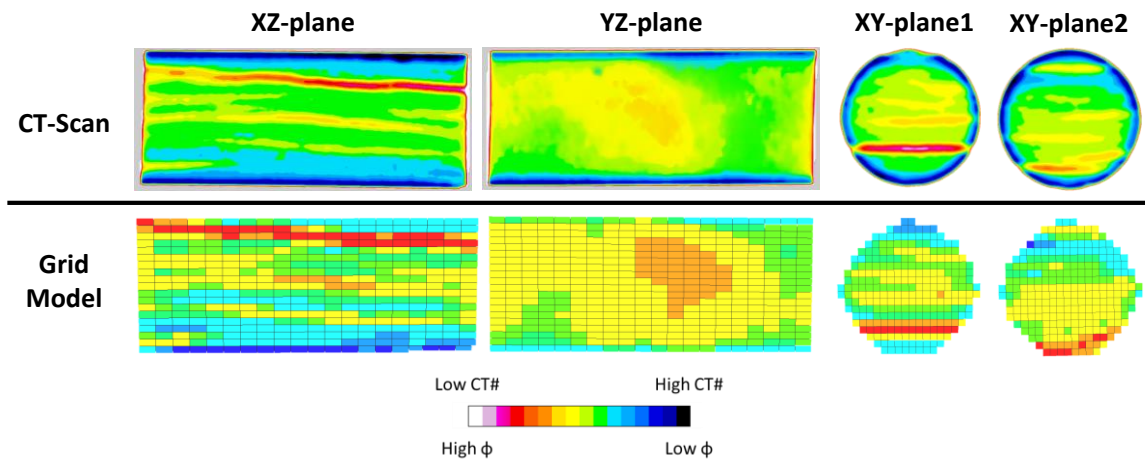 XZ-plane
YZ-plane
XY-plane1
XY-plane2
CT-Scan
Grid
Model
Low CT#
High CT#
High ϕ
Low ϕ